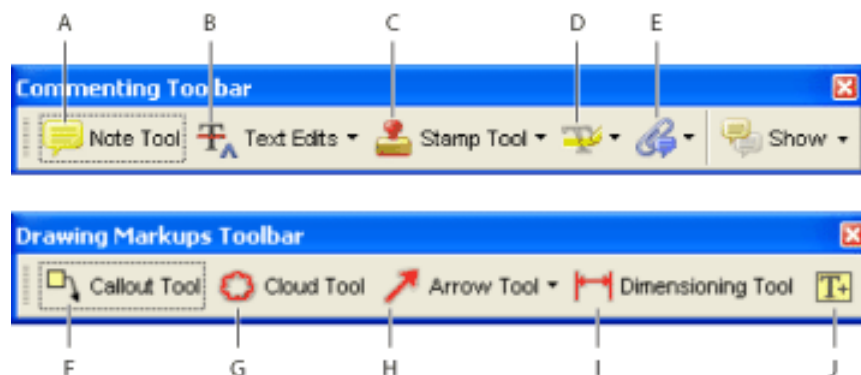 A B C D E
Commenting Toolbar
Note Tool Text Edits Stamp Tool Show
Drawing Markups Toolbar
Callout Tool Cloud Tool Arrow Tool Dimensioning Tool T+
F G H I J